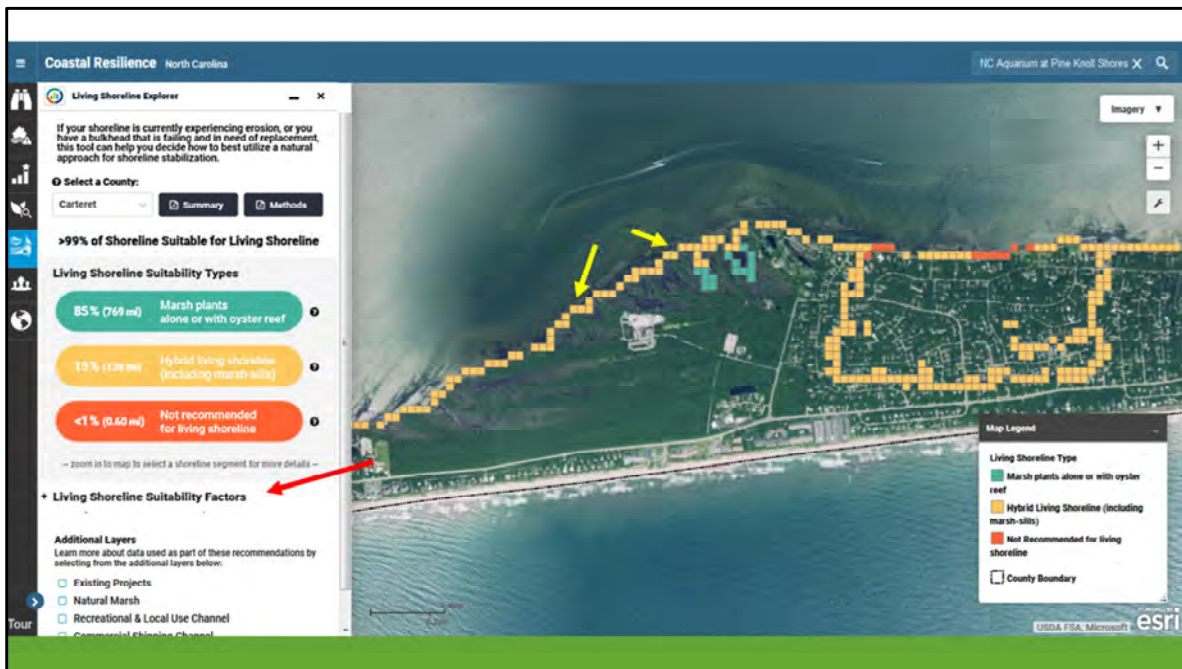 Coastal Resilience North Carolina
NC Aquarium at Pine Knoll Shores
Living Shoreline Explorer
If your shoreline is currently experiencing erosion, or you
have a bulkhead that is failing and in need of replacement,
this tool can help you decide how to best utilize a natural
approach for shoreline stabilization.
Select a County:
Carteret
Summary
Methods
>99% of Shoreline Suitable for Living Shoreline
Living Shoreline Suitability Types
85% (769 mi)
Marsh plants
alone or with oyster reef
Hybrid living shoreline
(including marsh-sills)
<1% (0.60 mi)
Not recommended
for living shoreline
-- zoom in to map to select a shoreline segment for more details --
+ Living Shoreline Suitability Factors
Additional Layers
Learn more about data used as part of these recommendations by
selecting from the additional layers below:
Existing Projects
Natural Marsh
Recreational & Local Use Channel
Commercial Shipping Channel
Tour
Imagery
Map Legend
Living Shoreline Type
Marsh plants alone or with oyster
reef
Hybrid Living Shoreline (including
marsh-sills)
Not Recommended for living
shoreline
County Boundary
USDA FSA, Microsoft
esri